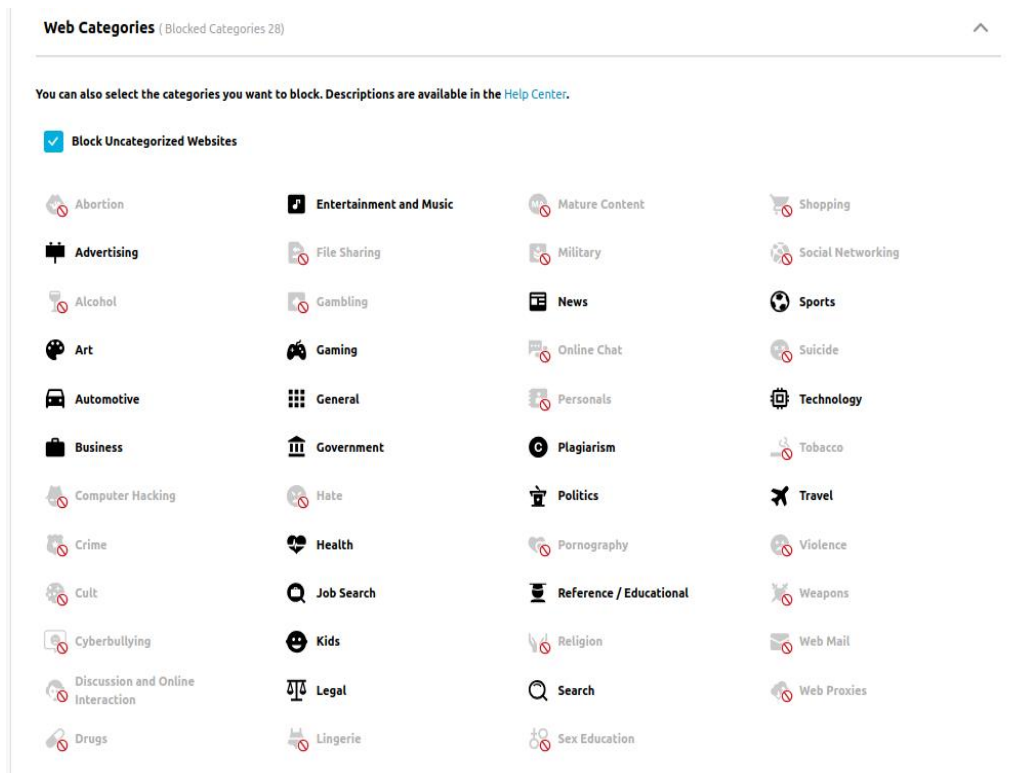 Web Categories ( Blocked Categories 28)
You can also select the categories you want to block. Descriptions are available in the Help Center.
Block Uncategorized Websites
Abortion
Advertising
Alcohol
Art
Automotive
Business
Computer Hacking
Crime
Cult
Cyberbullying
Discussion and Online
Interaction
Drugs
Entertainment and Music
File Sharing
Gambling
Gaming
General
Government
Hate
Health
Job Search
Kids
Legal
Lingerie
MA
Mature Content
Military
News
Online Chat
Personals
C
Plagiarism
Politics
Pornography
Reference / Educational
Religion
Search
Sex Education
Shopping
Social Networking
Sports
Suicide
Technology
Tobacco
Travel
Violence
Weapons
Web Mail
Web Proxies